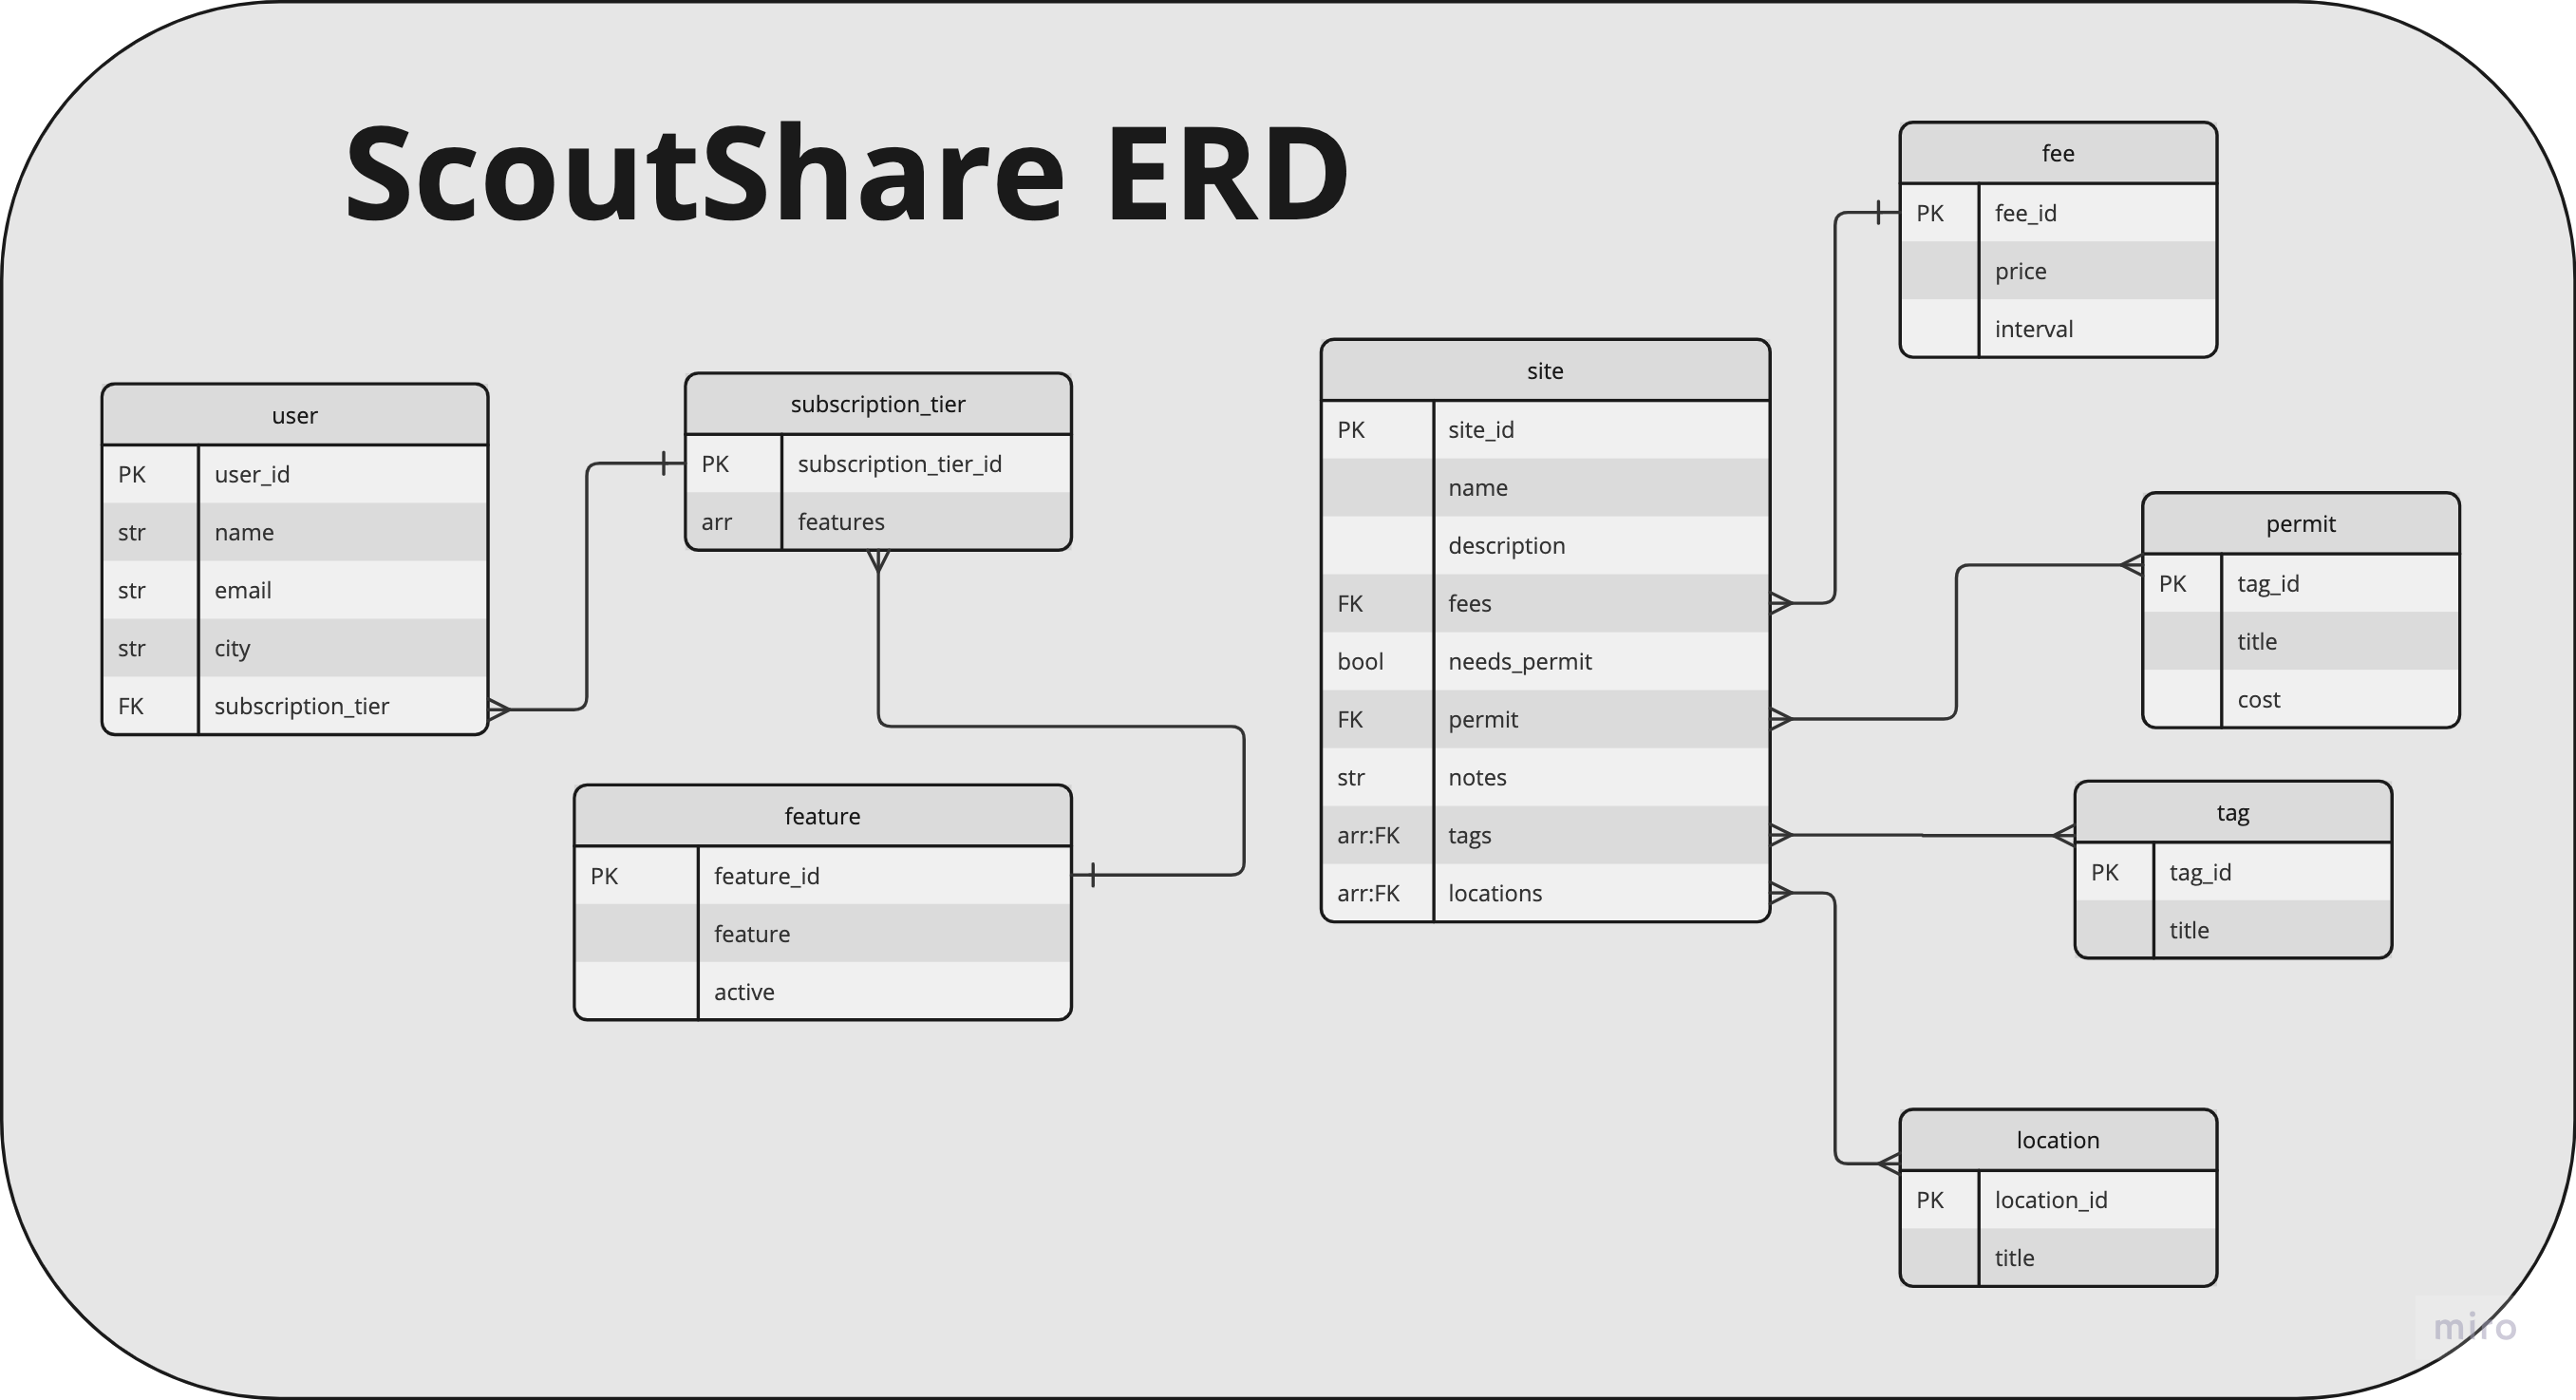 ScoutShare ERD
user
PK user_id
str name
str email
str city
FK subscription_tier
subscription_tier
PK subscription_tier_id
arr features
feature
PK feature_id
feature
active
site
PK site_id
name
description
FK fees
bool needs_permit
FK permit
str notes
arr:FK tags
arr:FK locations
fee
PK fee_id
price
interval
permit
PK tag_id
title
cost
tag
PK tag_id
title
location
PK location_id
title
miro